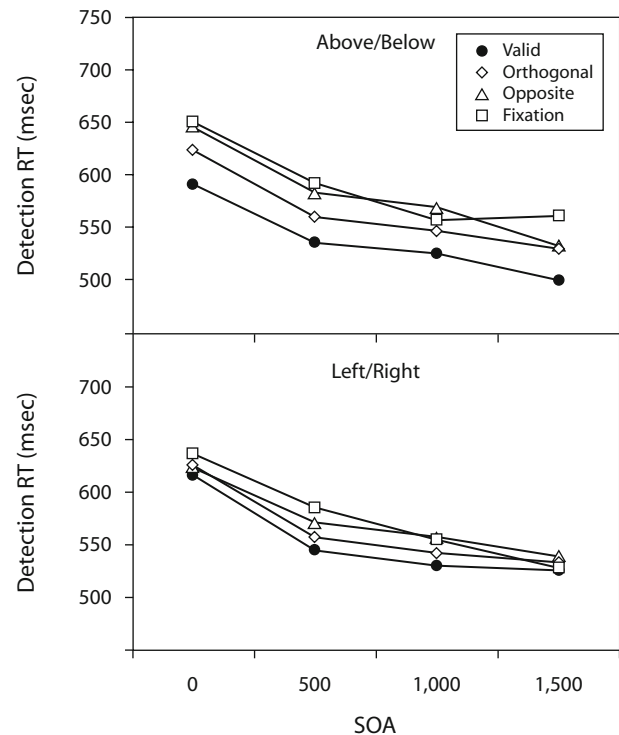 750
700
650
600
550
500
Detection RT (msec)
Above/Below
Valid
Orthogonal
Opposite
Fixation
700
650
600
550
500
Detection RT (msec)
Left/Right
0 500 1,000 1,500
SOA